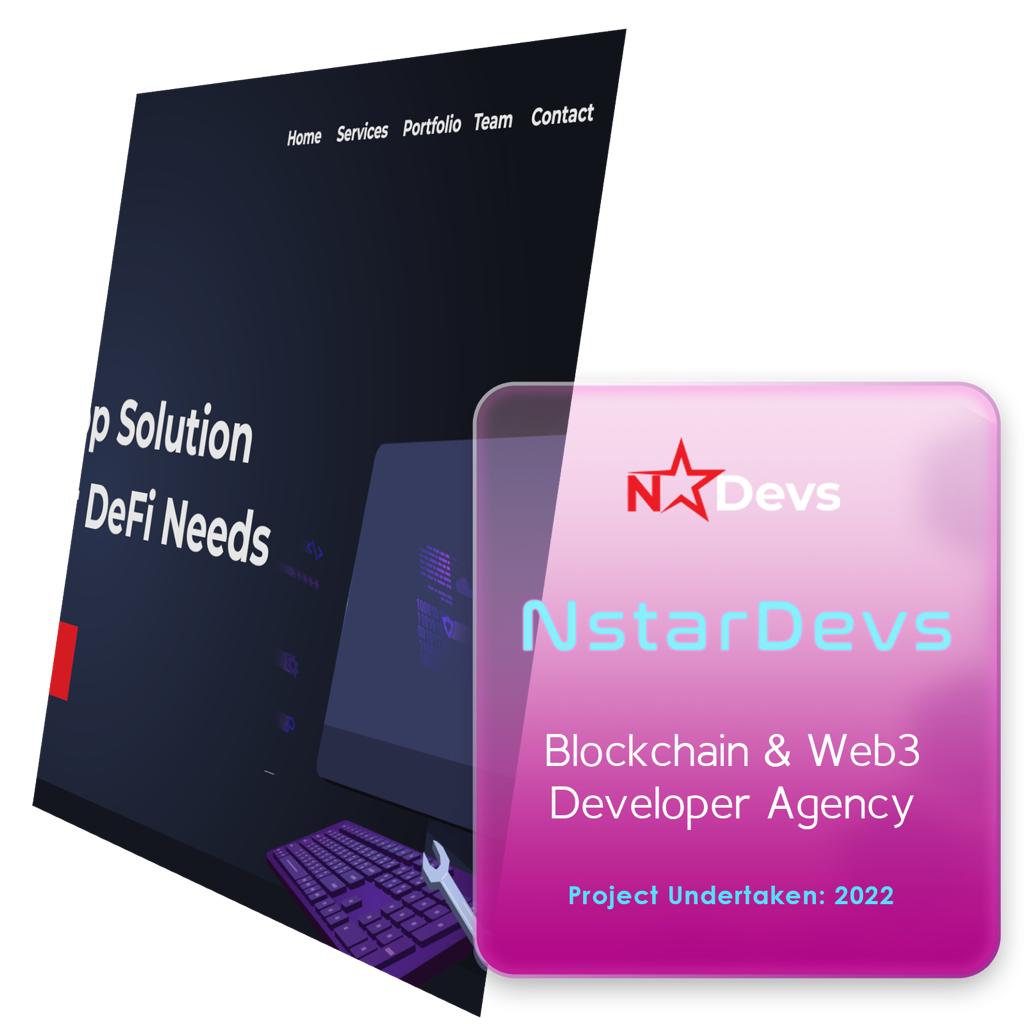 Home Services Portfolio Team Contact
p Solution
DeFi Needs
N Devs
NstarDevs
Blockchain & Web3
Developer Agency
Project Undertaken: 2022